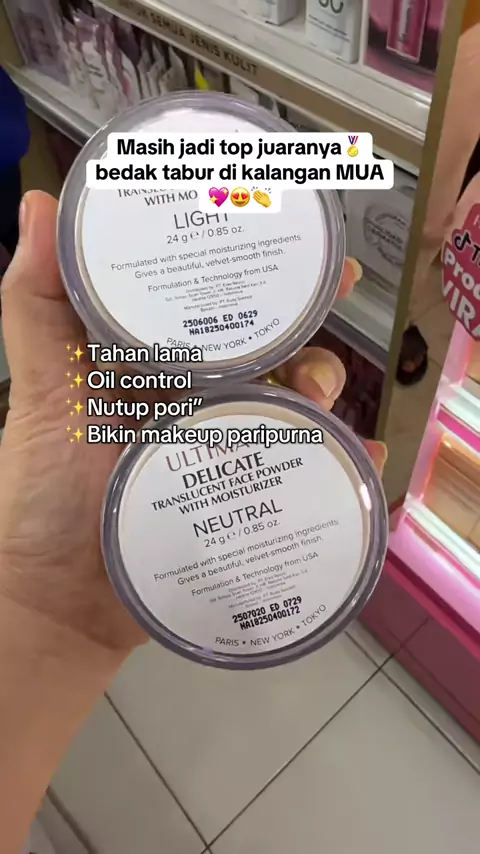 UNTUK SEMUA JENIS KULIT
Masih jadi top juaranya🏅
bedak tabur di kalangan MUA
💖😍👏
WITH MO
LIGHT
24 g ℮ / 0.85 oz.
Formulated with special moisturizing ingredients
Gives a beautiful, velvet-smooth finish.
Formulation & Technology from USA
2506006 ED 0629
NA18250400174
PARIS • NEW YORK • TOKYO
✨Tahan lama
✨Oil control
✨Nutup pori”
✨Bikin makeup paripurna
DELICATE
TRANSLUCENT FACE POWDER
WITH MOISTURIZER
NEUTRAL
24 g ℮ / 0.85 oz.
Formulated with special moisturizing ingredients
Gives a beautiful, velvet-smooth finish.
Formulation & Technology from USA
2507020 ED 0729
NA18250400172
PARIS • NEW YORK • TOKYO